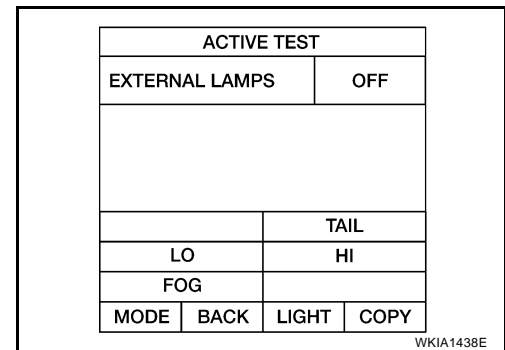 ACTIVE TEST
EXTERNAL LAMPS OFF
TAIL
LO HI
FOG
MODE BACK LIGHT COPY
WKIA1438E